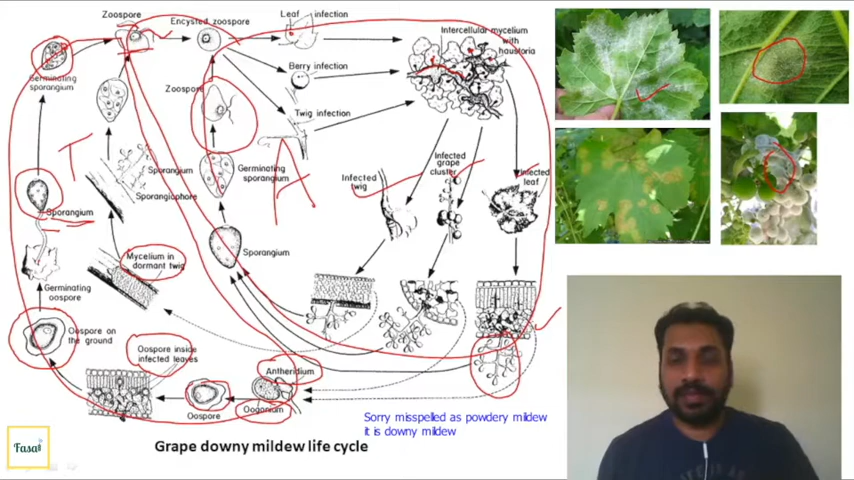 Zoospore
Encysted zoospore
Leaf infection
Intercellular mycelium
with
haustoria
Germinating
sporangium
Berry infection
Zoospore
Twig infection
T
A
Sporangium
Sporangiophore
Germinating
sporangium
Infected
twig
Infected
grape
cluster
Infected
leaf
Sporangium
Mycelium in
dormant twig
Sporangium
Germinating
oospore
Oospore on
the ground
Oospore inside
infected leaves
Antheridium
Oospore
Oogonium
Sorry misspelled as powdery mildew
it is downy mildew
Grape downy mildew life cycle
Fasal